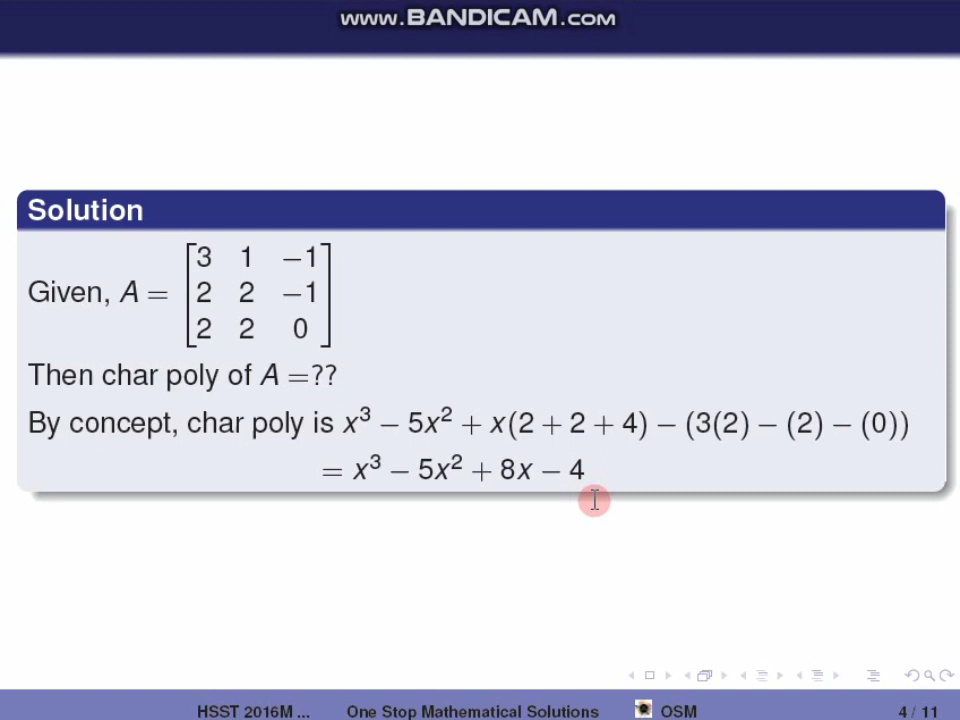 www.BANDICAM.com
Solution
Given, A = [3 1 −1
2 2 −1
2 2 0]
Then char poly of A =??
By concept, char poly is x³ − 5x² + x(2 + 2 + 4) − (3(2) − (2) − (0))
= x³ − 5x² + 8x − 4
HSST 2016M ... One Stop Mathematical Solutions OSM 4 / 11